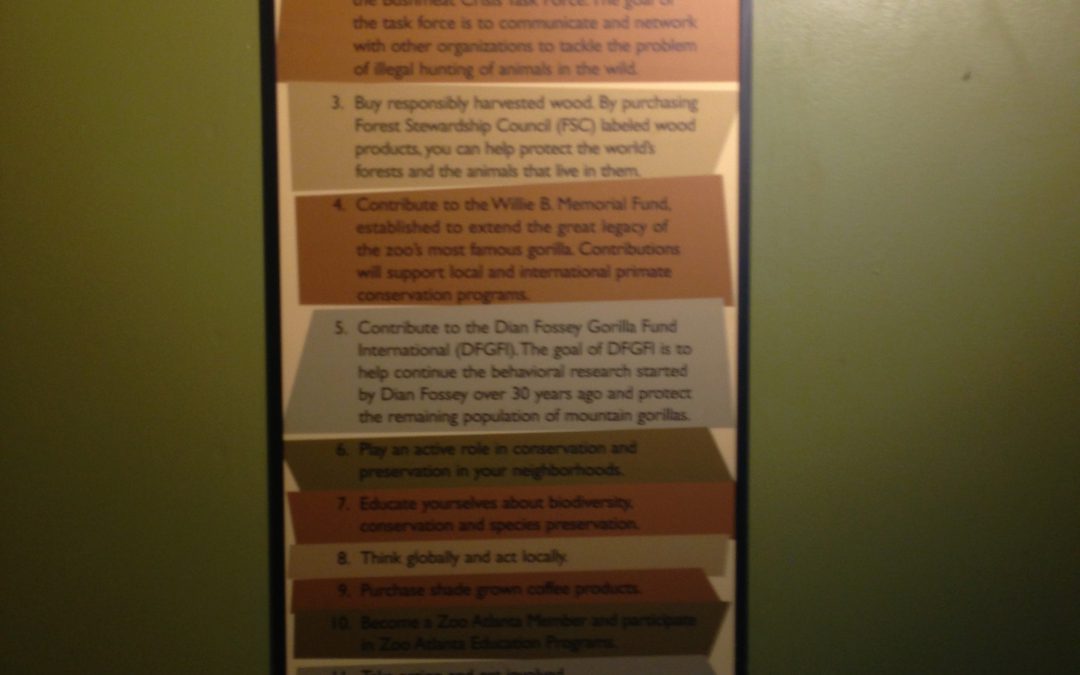 the Bushmeat Crisis Task Force. The goal of
the task force is to communicate and network
with other organizations to tackle the problem
of illegal hunting of animals in the wild.
3. Buy responsibly harvested wood. By purchasing
Forest Stewardship Council (FSC) labeled wood
products, you can help protect the world's
forests and the animals that live in them.
4. Contribute to the Willie B. Memorial Fund,
established to extend the great legacy of
the zoo's most famous gorilla. Contributions
will support local and international primate
conservation programs.
5. Contribute to the Dian Fossey Gorilla Fund
International (DFGFI). The goal of DFGFI is to
help continue the behavioral research started
by Dian Fossey over 30 years ago and protect
the remaining population of mountain gorillas.
6. Play an active role in conservation and
preservation in your neighborhoods.
7. Educate yourselves about biodiversity,
conservation and species preservation.
8. Think globally and act locally.
9. Purchase shade grown coffee products.
10. Become a Zoo Atlanta Member and participate
in Zoo Atlanta Education Programs.
11. Take action and get involved.